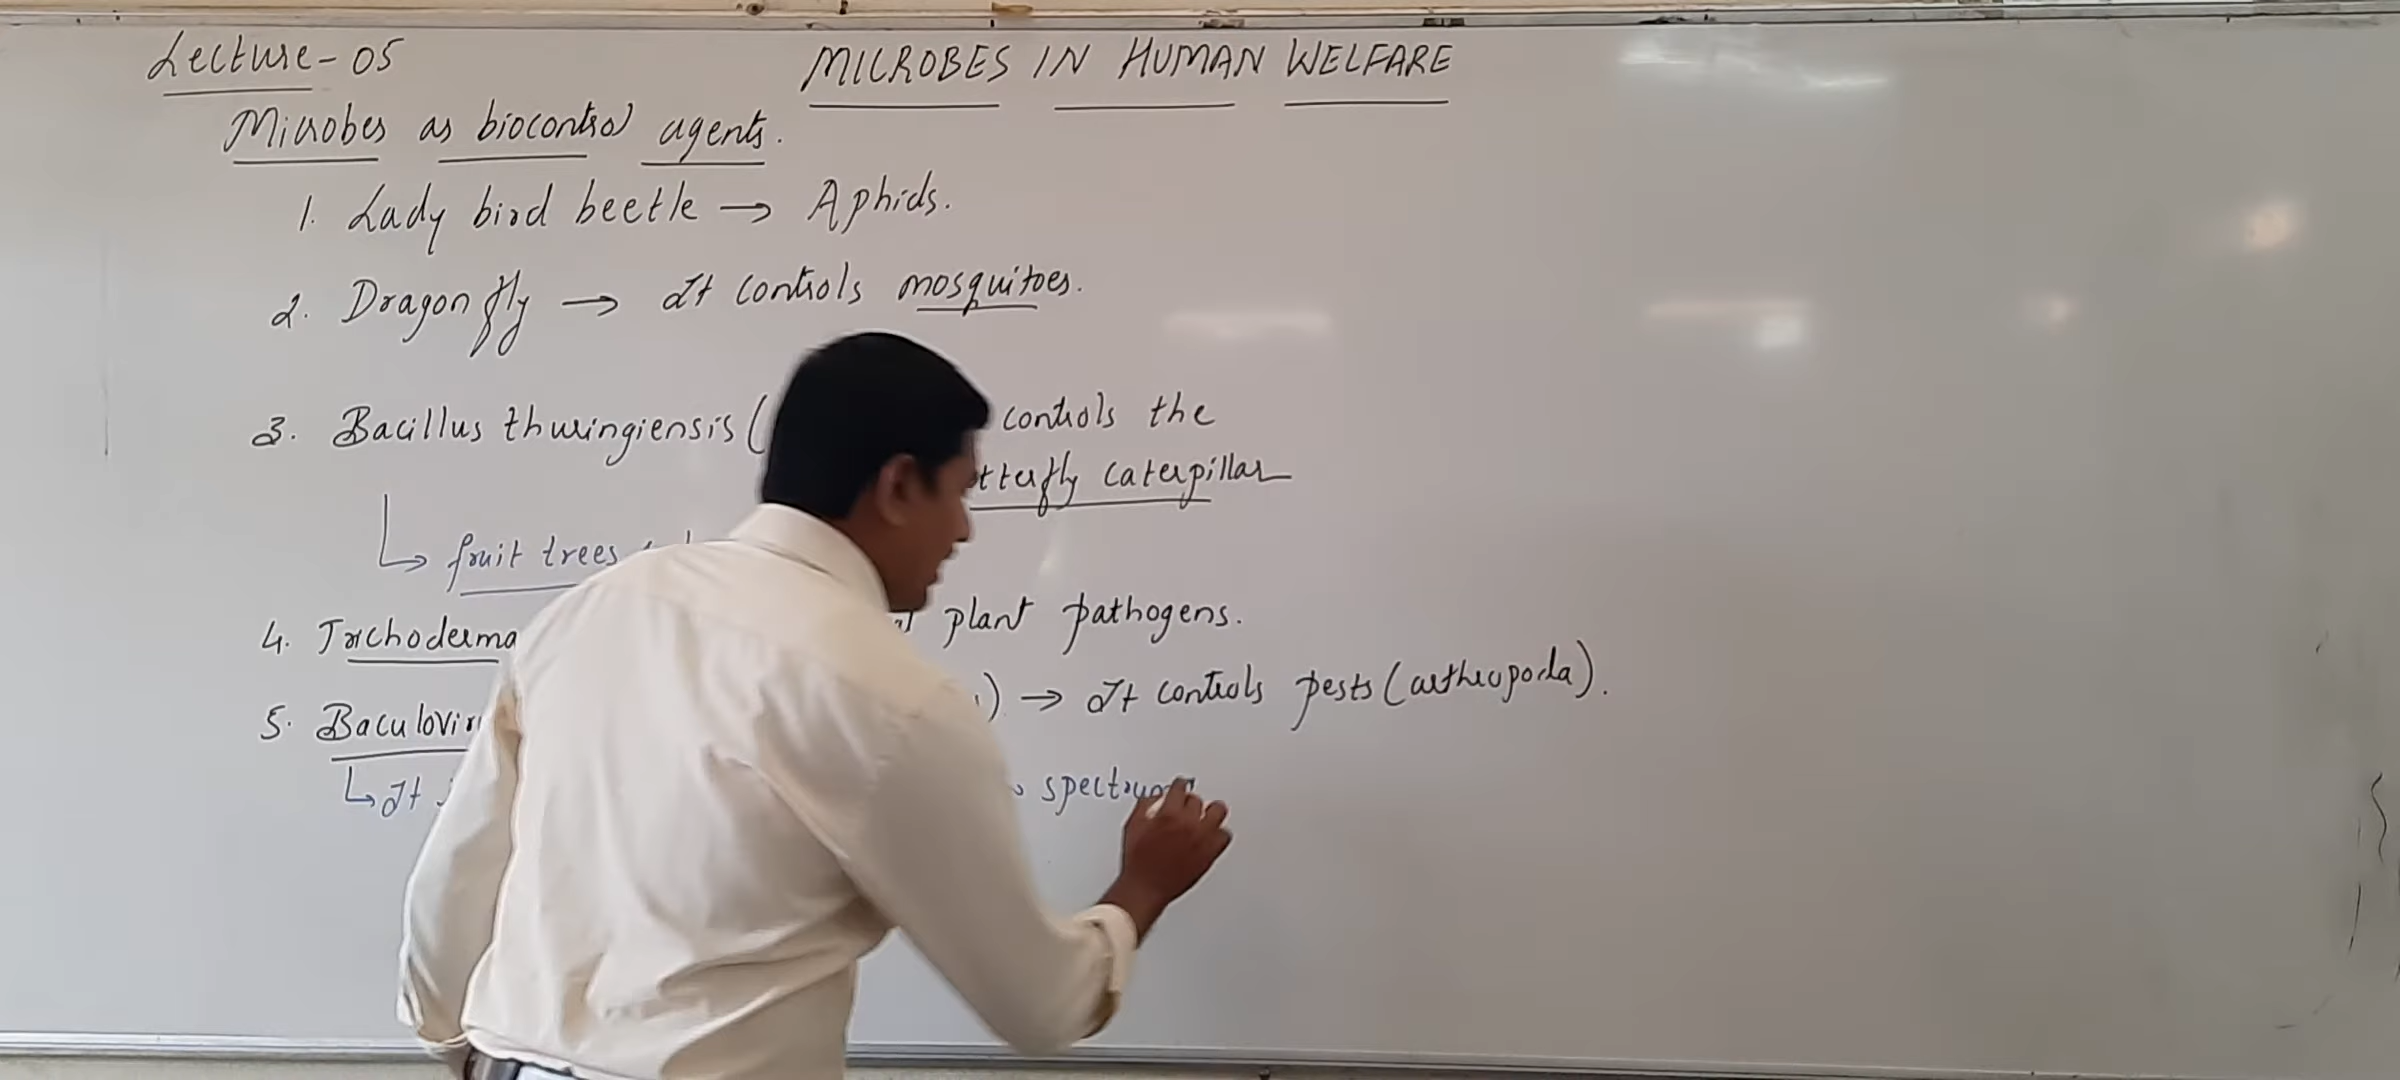 Lecture-05
MICROBES IN HUMAN WELFARE
Microbes as biocontrol agents.
1. Lady bird beetle → Aphids.
2. Dragon fly → It controls mosquitoes.
3. Bacillus thuringiensis ( controls the
tterfly caterpillar
↳ fruit trees
4. Trichoderma plant pathogens.
5. Baculovir ) → It controls pests (arthropoda).
↳ It spectrum